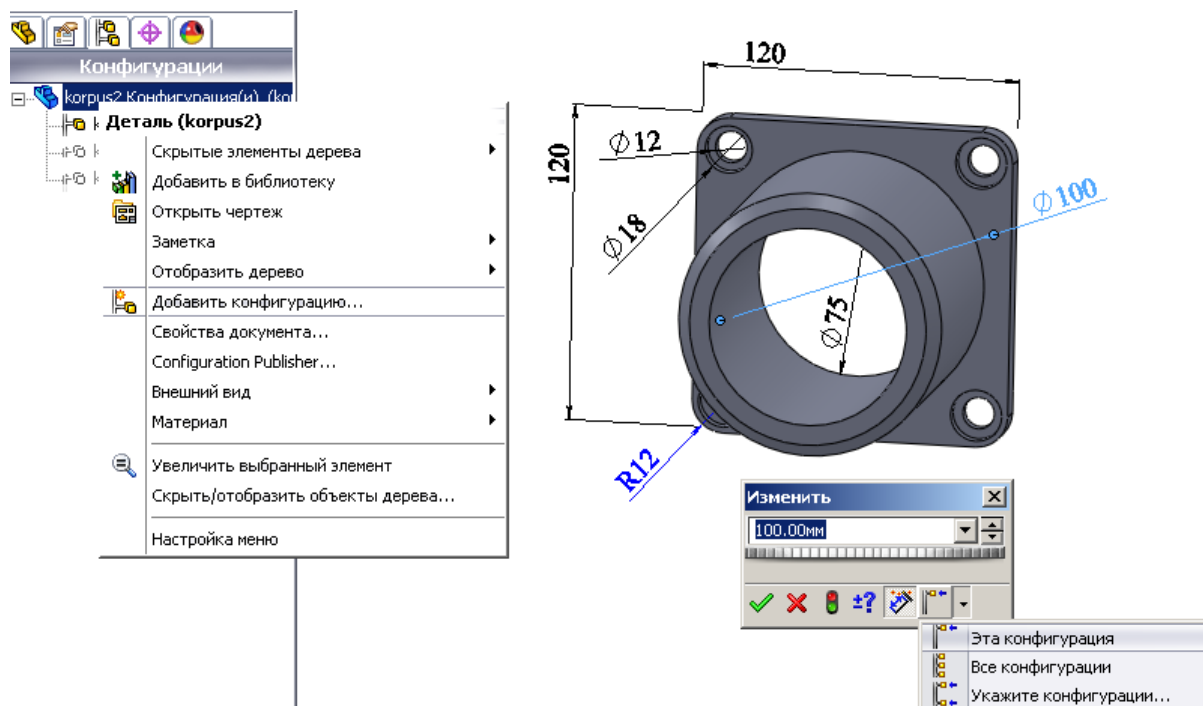 Конфигурации
korpus2 Конфигурация(и) (kor
Деталь (korpus2)
Скрытые элементы дерева
Добавить в библиотеку
Открыть чертеж
Заметка
Отобразить дерево
Добавить конфигурацию...
Свойства документа...
Configuration Publisher...
Внешний вид
Материал
Увеличить выбранный элемент
Скрыть/отобразить объекты дерева...
Настройка меню
120
120
∅12
∅18
∅100
∅75
R12
Изменить
100.00мм
±?
Эта конфигурация
Все конфигурации
Укажите конфигурации...